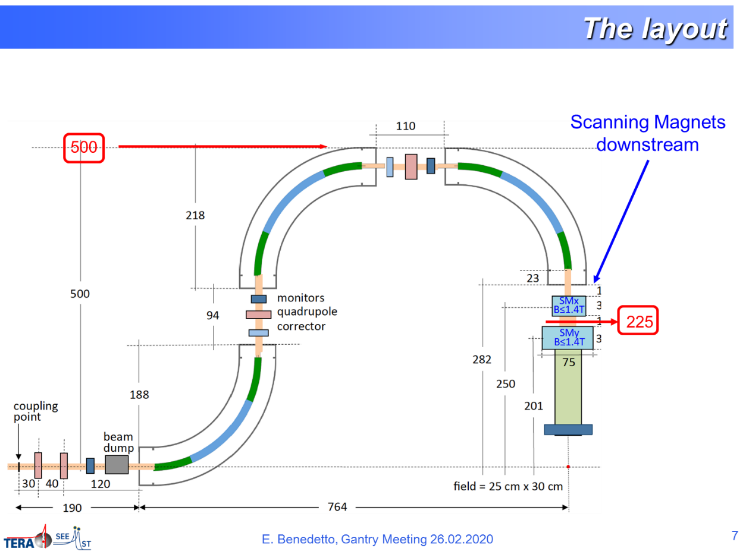 The layout
110
Scanning Magnets
downstream
500
218
500
23
1
SMx
B≤1.4T
3
monitors
quadrupole
corrector
94
1
225
SMy
B≤1.4T
3
282
75
250
188
201
coupling
point
beam
dump
30
40
120
field = 25 cm x 30 cm
190
764
TERA
SEE
IST
E. Benedetto, Gantry Meeting 26.02.2020
7